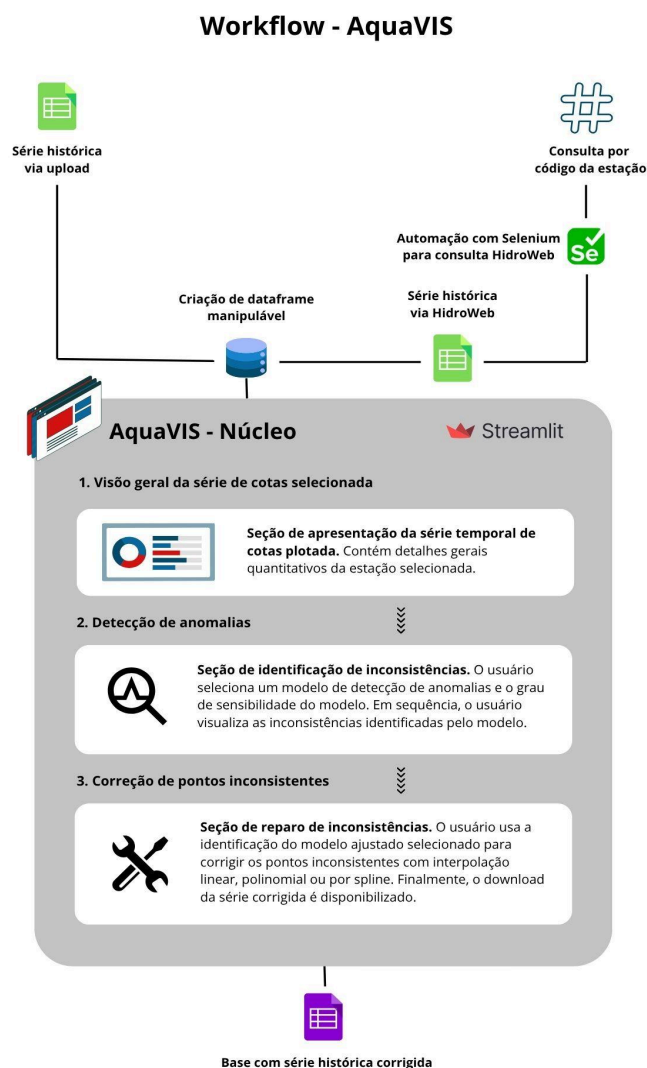 Workflow - AquaVIS
Série histórica
via upload
Consulta por
código da estação
Automação com Selenium
para consulta HidroWeb
Se
Série histórica
via HidroWeb
Criação de dataframe
manipulável
AquaVIS - Núcleo
Streamlit
1. Visõo geral da série de cotas selecionada
Seção de apresentação da série temporal de
cotas plotada. Contém detalhes gerais
quantitativos da estação selecionada.
2. Detecção de anomalias
Seção de identificação de inconsistências. O usuário
seleciona um modelo de detecção de anomalias e o grau
de sensibilidade do modelo. Em sequência, o usuário
visualiza as inconsistências identificadas pelo modelo.
3. Correção de pontos inconsistentes
Seção de reparo de inconsistências. O usuário usa a
identificação do modelo ajustado selecionado para
corrigir os pontos inconsistentes com interpolação
linear, polinomial ou por spline. Finalmente, o download
da série corrigida é disponibilizado.
Base com série histórica corrigida